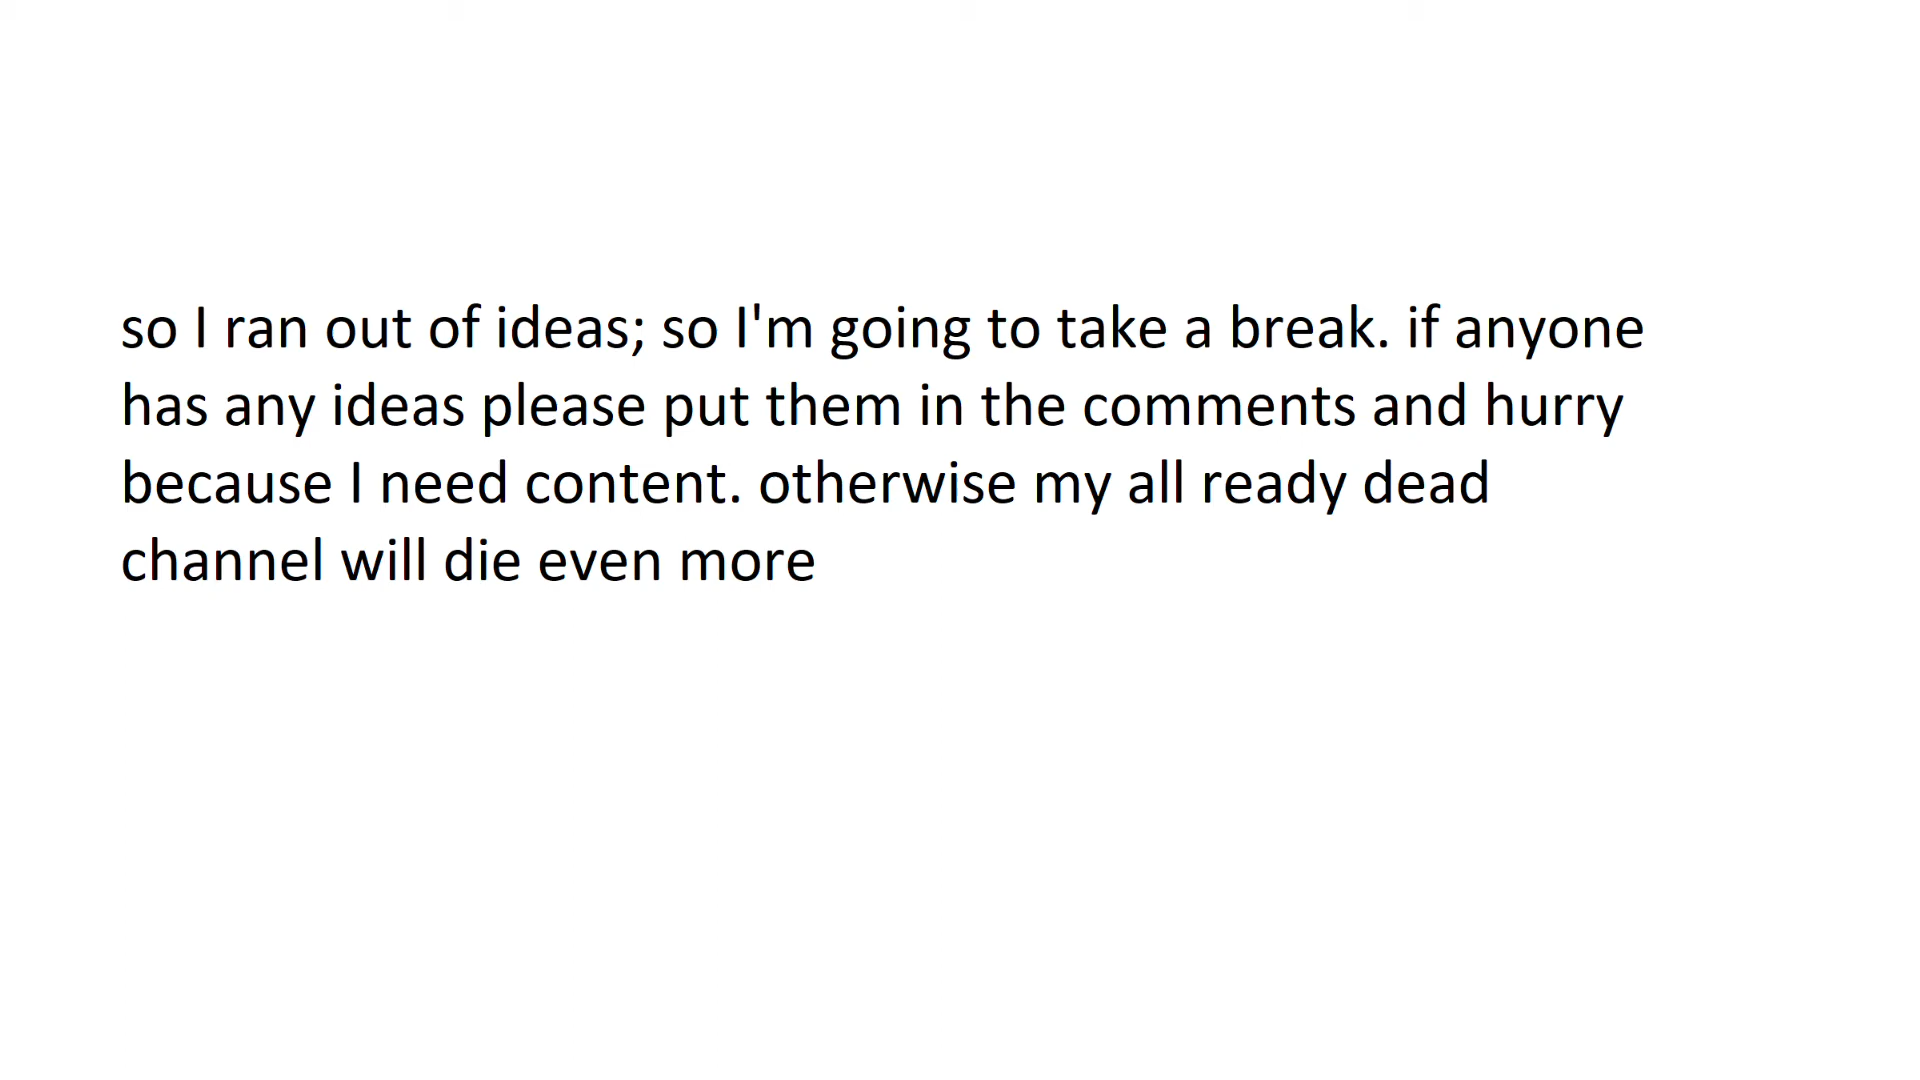 so I ran out of ideas; so I'm going to take a break. if anyone
has any ideas please put them in the comments and hurry
because I need content. otherwise my all ready dead
channel will die even more